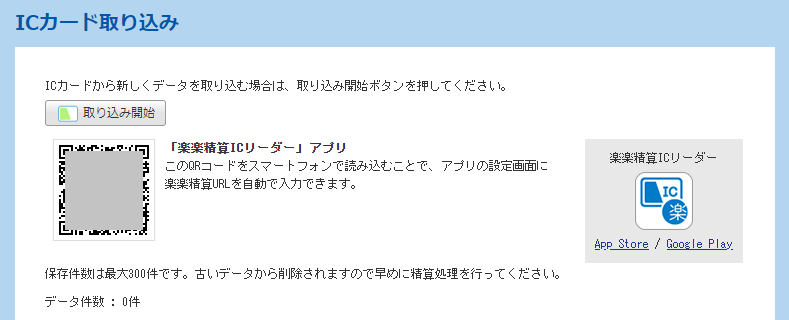 ICカード取り込み
ICカードから新しくデータを取り込む場合は、取り込み開始ボタンを押してください。
取り込み開始
「楽楽精算ICリーダー」アプリ
このQRコードをスマートフォンで読み込むことで、アプリの設定画面に
楽楽精算URLを自動で入力できます。
楽楽精算ICリーダー
IC
楽
App Store / Google Play
保存件数は最大300件です。古いデータから削除されますので早めに精算処理を行ってください。
データ件数 : 0件